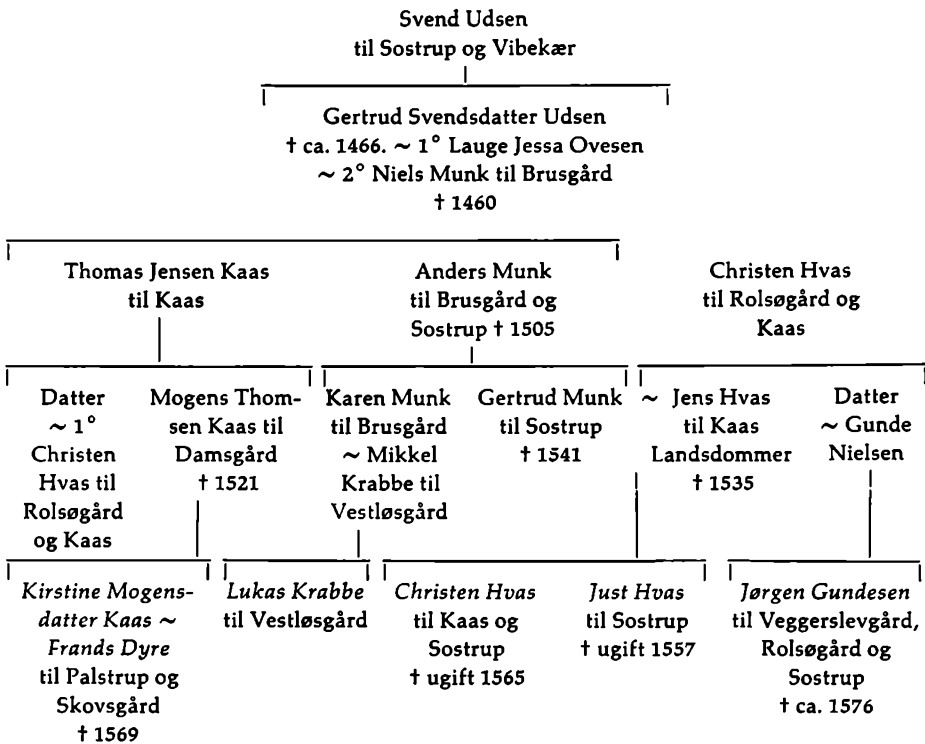 Svend Udsen
til Sostrup og Vibekær
Gertrud Svendsdatter Udsen
† ca. 1466. ~ 1° Lauge Jessa Ovesen
~ 2° Niels Munk til Brusgård
† 1460
Thomas Jensen Kaas
til Kaas
Anders Munk
til Brusgård og
Sostrup † 1505
Christen Hvas
til Rolsøgård og
Kaas
Datter
~ 1°
Christen
Hvas til
Rolsøgård
og Kaas
Mogens Thom-
sen Kaas til
Damsgård
† 1521
Karen Munk
til Brusgård
~ Mikkel
Krabbe til
Vestløsgård
Gertrud Munk
til Sostrup
† 1541
~ Jens Hvas
til Kaas
Landsdommer
† 1535
Datter
~ Gunde
Nielsen
Kirstine Mogens-
datter Kaas ~
Frands Dyre
til Palstrup og
Skovsgård
† 1569
Lukas Krabbe
til Vestløsgård
Christen Hvas
til Kaas og
Sostrup
† ugift 1565
Just Hvas
til Sostrup
† ugift 1557
Jørgen Gundesen
til Veggerslevgård,
Rolsøgård og
Sostrup
† ca. 1576